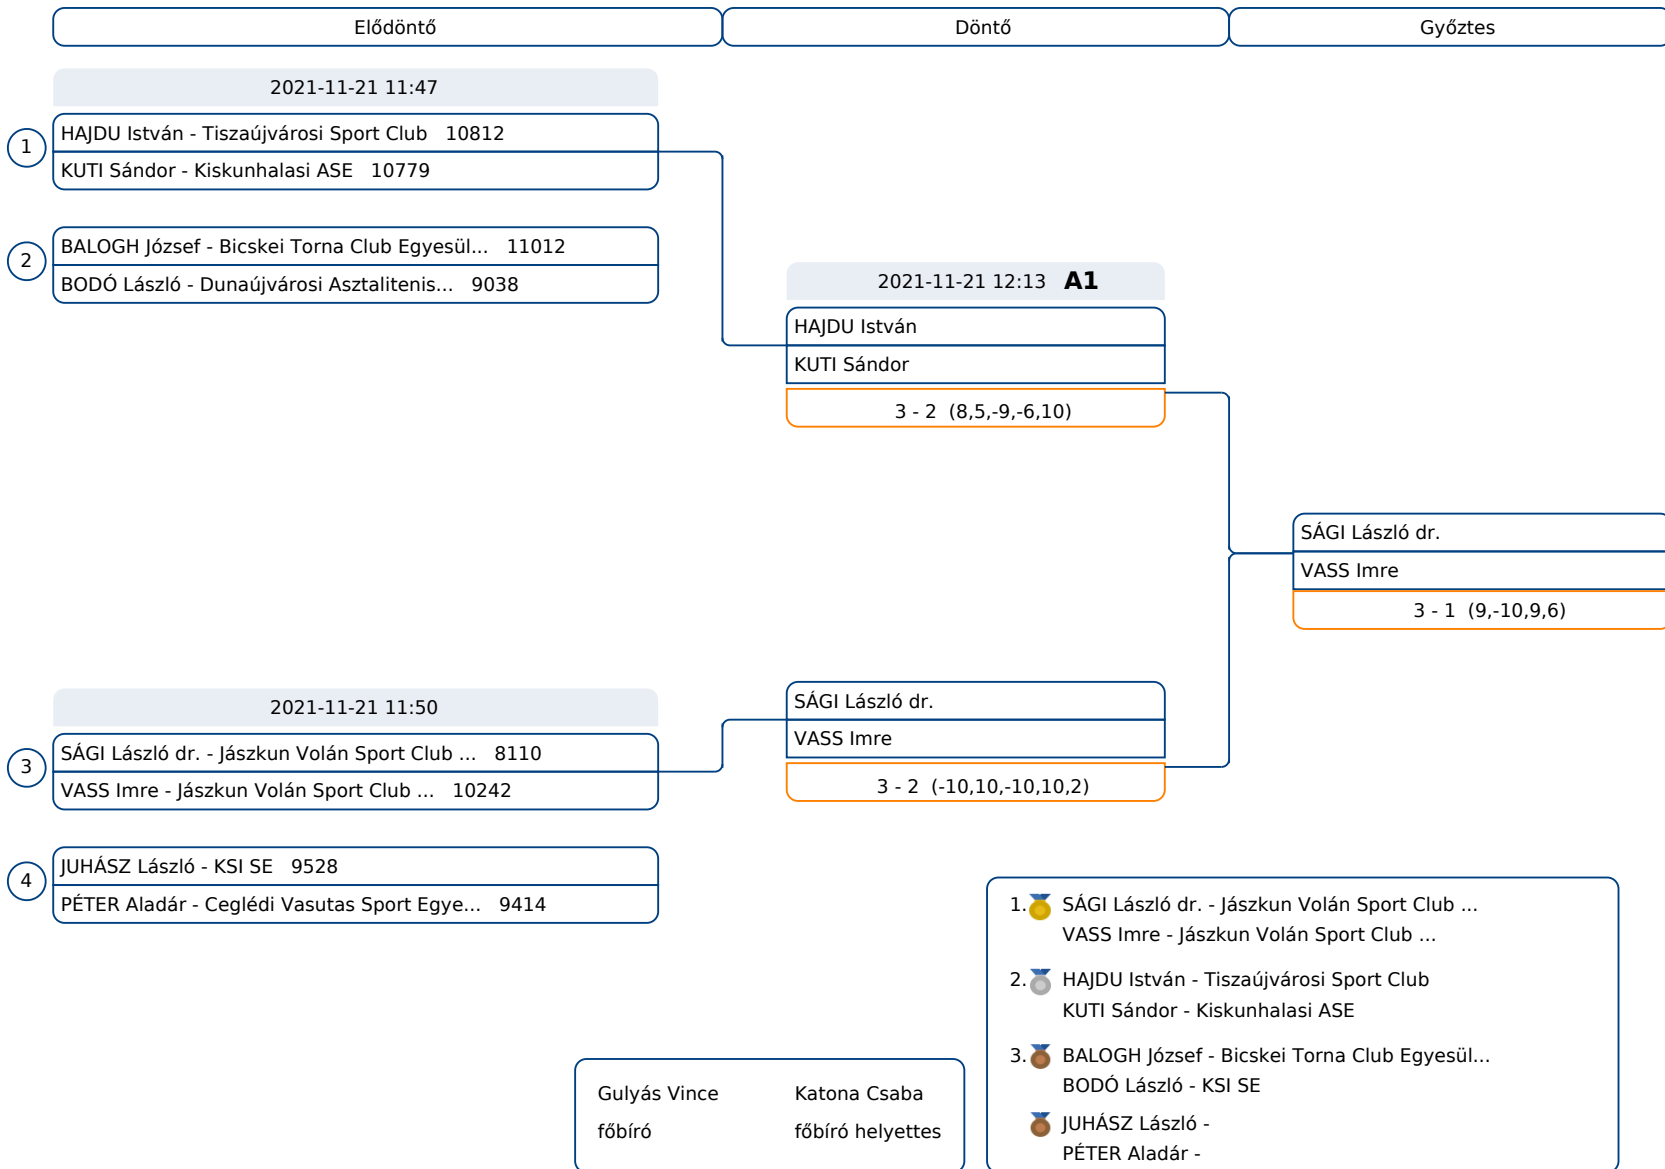 Elődöntő
Döntő
Győztes
2021-11-21 11:47
1
HAJDU István - Tiszaújvárosi Sport Club 10812
KUTI Sándor - Kiskunhalasi ASE 10779
2
BALOGH József - Bicskei Torna Club Egyesül... 11012
BODÓ László - Dunaújvárosi Asztalitenis... 9038
2021-11-21 12:13 A1
HAJDU István
KUTI Sándor
3 - 2 (8,5,-9,-6,10)
SÁGI László dr.
VASS Imre
3 - 1 (9,-10,9,6)
2021-11-21 11:50
3
SÁGI László dr. - Jászkun Volán Sport Club ... 8110
VASS Imre - Jászkun Volán Sport Club ... 10242
SÁGI László dr.
VASS Imre
3 - 2 (-10,10,-10,10,2)
4
JUHÁSZ László - KSI SE 9528
PÉTER Aladár - Ceglédi Vasutas Sport Egye... 9414
1. SÁGI László dr. - Jászkun Volán Sport Club ...
VASS Imre - Jászkun Volán Sport Club ...
2. HAJDU István - Tiszaújvárosi Sport Club
KUTI Sándor - Kiskunhalasi ASE
3. BALOGH József - Bicskei Torna Club Egyesül...
BODÓ László - KSI SE
JUHÁSZ László -
PÉTER Aladár -
Gulyás Vince Katona Csaba
főbíró főbíró helyettes